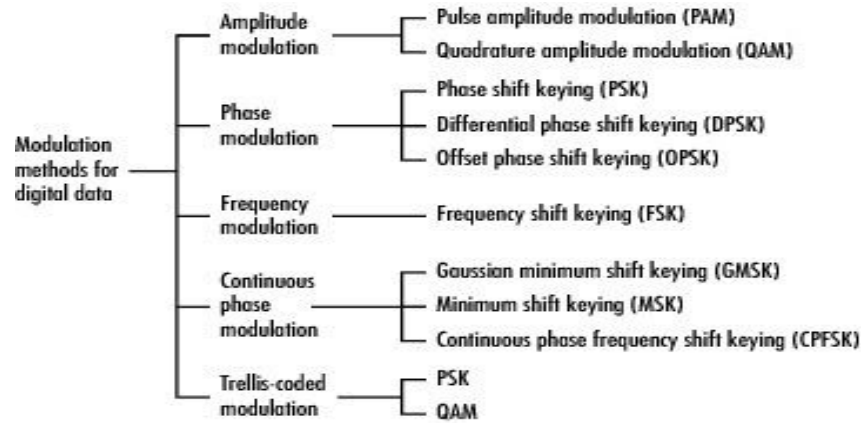 Modulation
methods for
digital data
Amplitude
modulation
Pulse amplitude modulation (PAM)
Quadrature amplitude modulation (QAM)
Phase
modulation
Phase shift keying (PSK)
Differential phase shift keying (DPSK)
Offset phase shift keying (OPSK)
Frequency
modulation
Frequency shift keying (FSK)
Continuous
phase
modulation
Gaussian minimum shift keying (GMSK)
Minimum shift keying (MSK)
Continuous phase frequency shift keying (CPFSK)
Trellis-coded
modulation
PSK
QAM